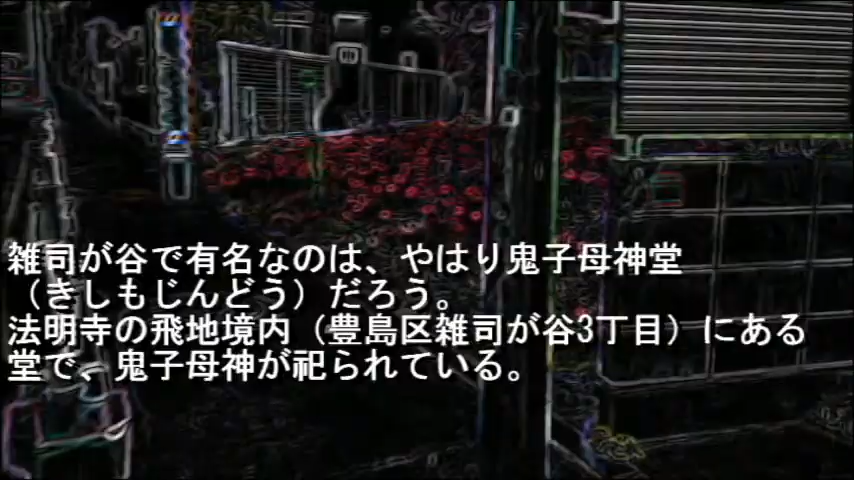 雑司が谷で有名なのは、やはり鬼子母神堂
（きしもじんどう）だろう。
法明寺の飛地境内（豊島区雑司が谷3丁目）にある
堂で、鬼子母神が祀られている。